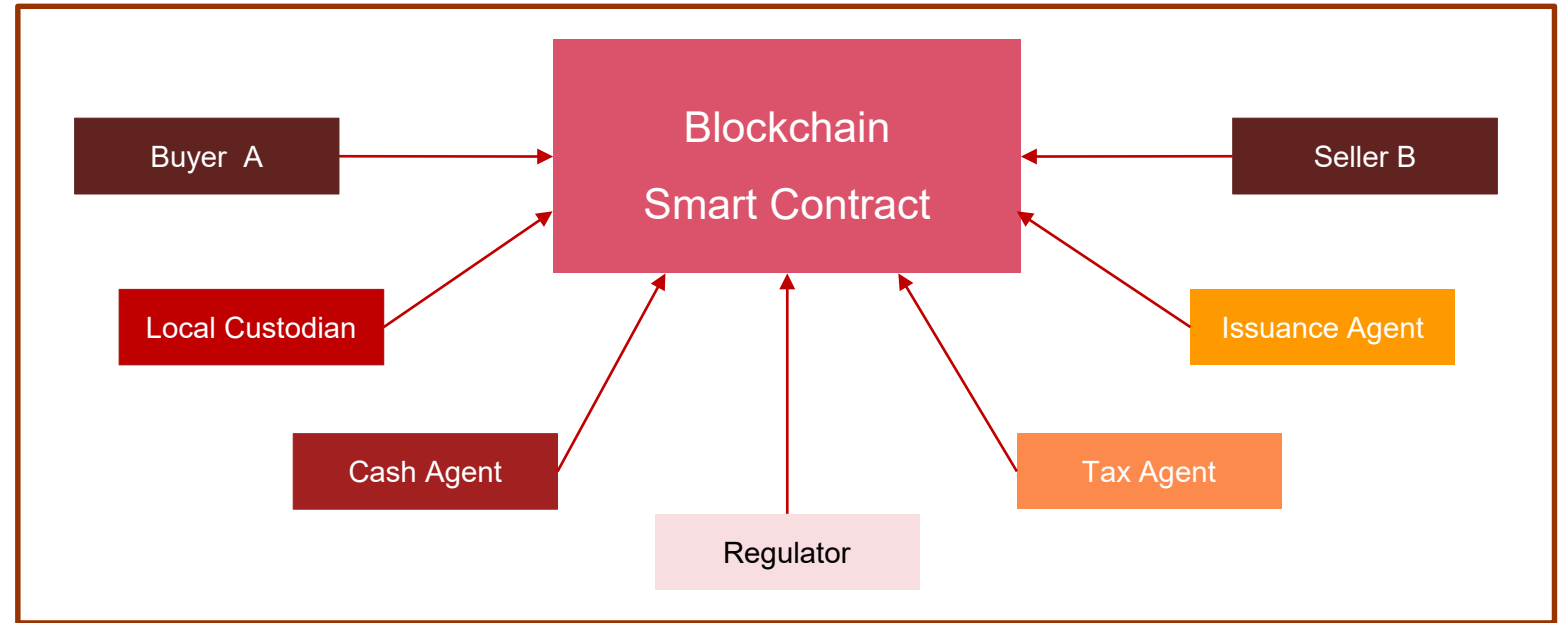 Blockchain
Smart Contract
Buyer A
Seller B
Local Custodian
Issuance Agent
Cash Agent
Tax Agent
Regulator